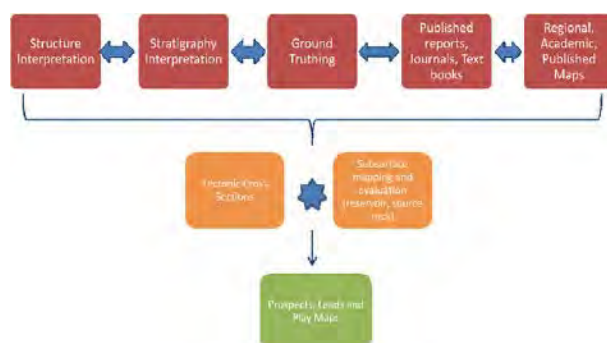 Structure
Interpretation
Stratigraphy
Interpretation
Ground
Truthing
Published
reports,
Journals, Text
books
Regional,
Academic,
Published
Maps
Tectonic Cross
Sections
Subsurface
mapping and
evaluation
(reservoir, source
rock)
Prospects, Leads and
Play Maps